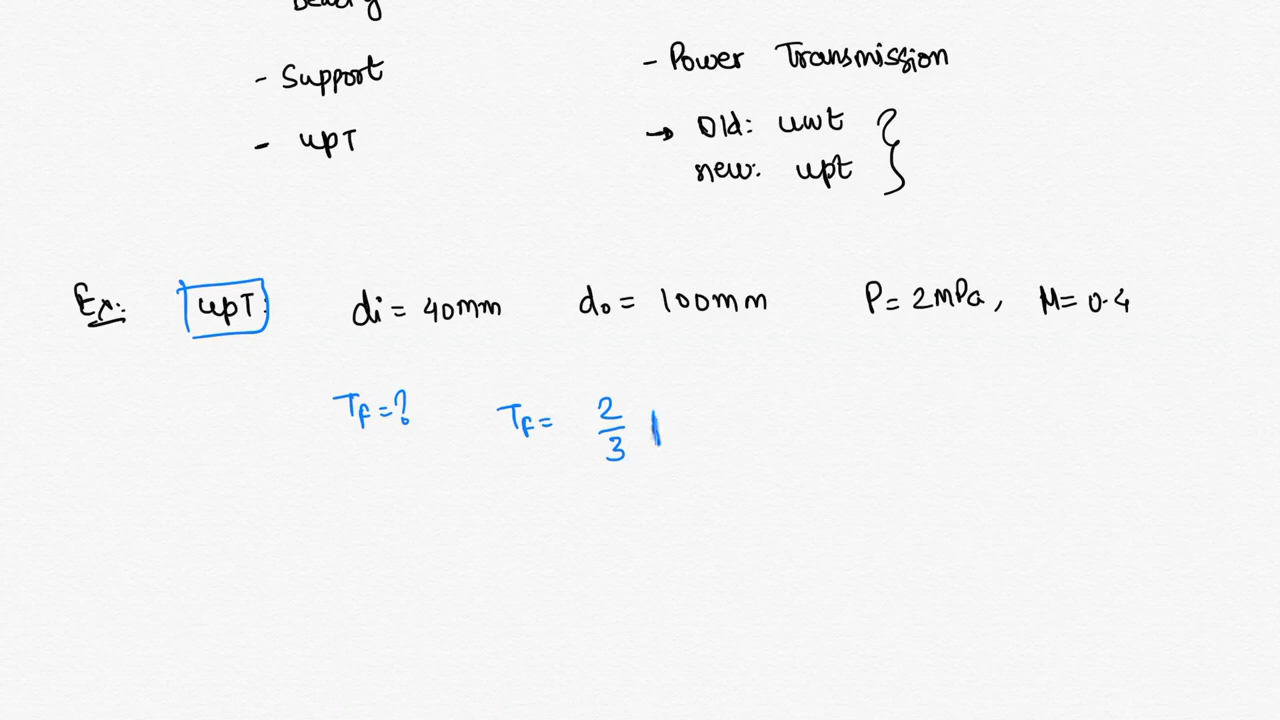 - Support
- upT
- Power Transmission
→ Old: uwt
new: upt
Ex: upT: di = 40mm do = 100mm P = 2MPa, μ = 0.4
Tf = ? Tf = 2/3